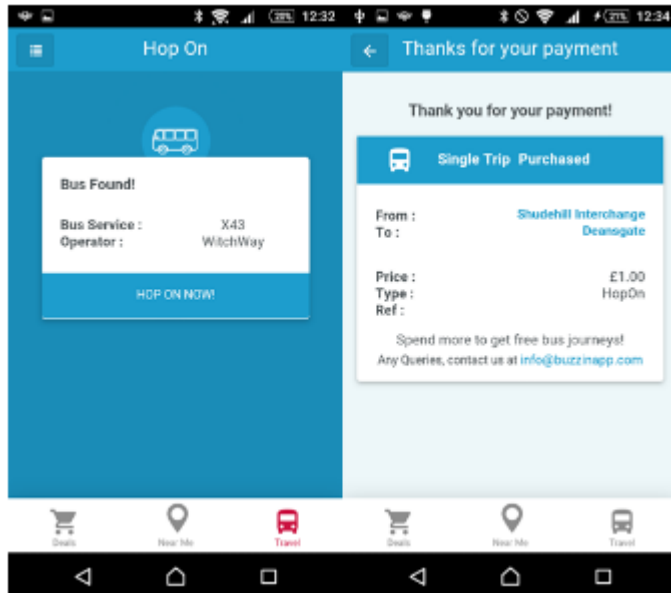 28% 12:32
Hop On
Bus Found!
Bus Service : X43
Operator : WitchWay
HOP ON NOW!
Deals Near Me Travel
21% 12:34
Thanks for your payment
Thank you for your payment!
Single Trip Purchased
From : Shudehill Interchange
To : Deansgate
Price : £1.00
Type : HopOn
Ref :
Spend more to get free bus journeys!
Any Queries, contact us at info@buzzinapp.com
Deals Near Me Travel